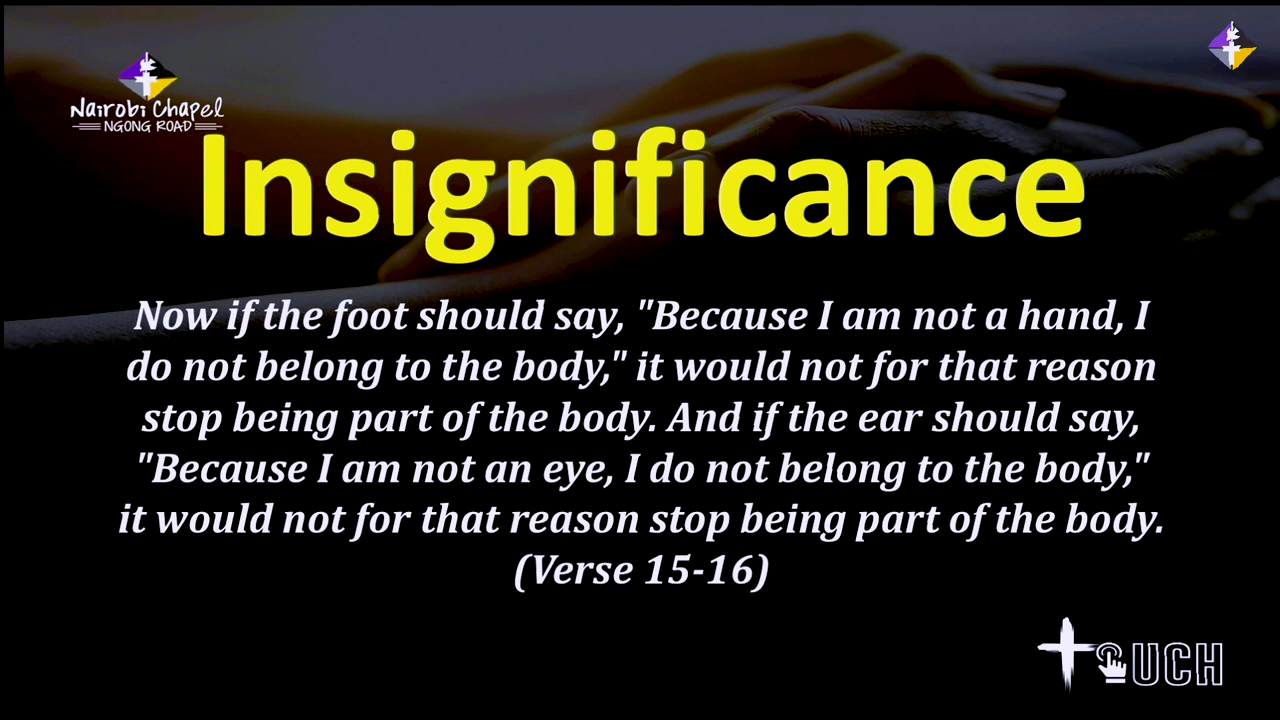 Nairobi Chapel
NGONG ROAD
Insignificance
Now if the foot should say, "Because I am not a hand, I
do not belong to the body," it would not for that reason
stop being part of the body. And if the ear should say,
"Because I am not an eye, I do not belong to the body,"
it would not for that reason stop being part of the body.
(Verse 15-16)
TOUCH